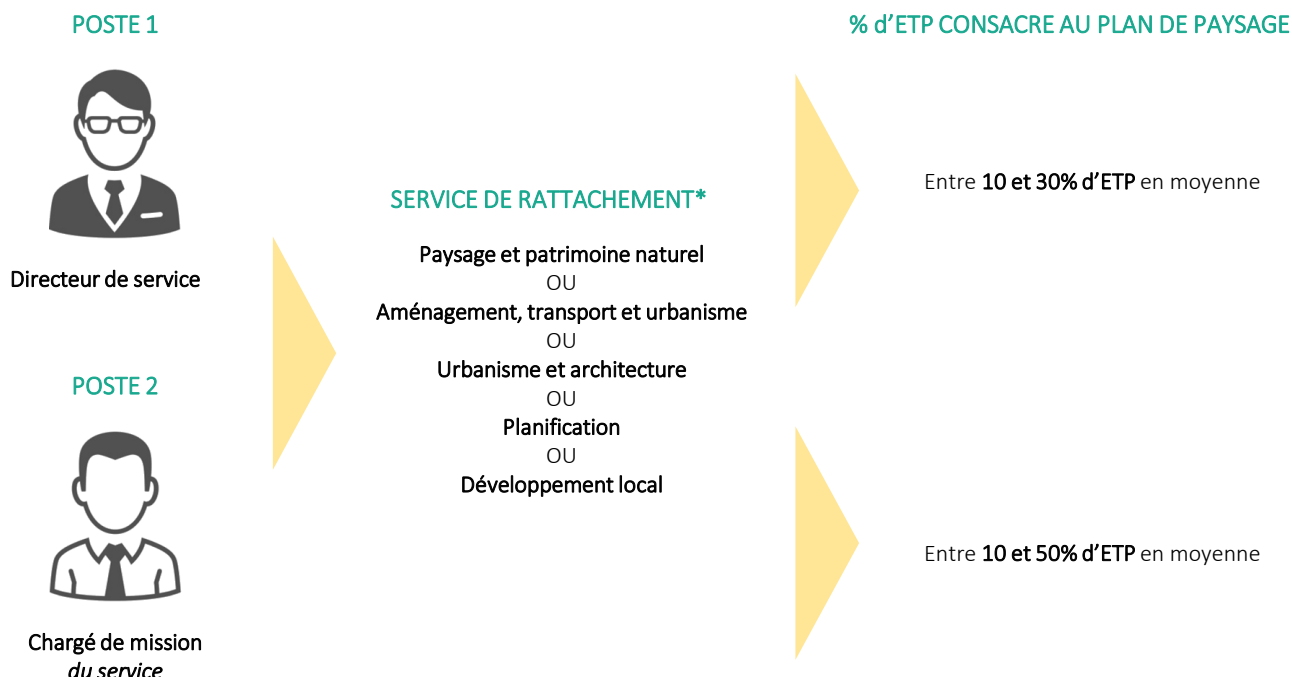 POSTE 1
Directeur de service
POSTE 2
Chargé de mission
du service
SERVICE DE RATTACHEMENT*
Paysage et patrimoine naturel
OU
Aménagement, transport et urbanisme
OU
Urbanisme et architecture
OU
Planification
OU
Développement local
% d’ETP CONSACRE AU PLAN DE PAYSAGE
Entre 10 et 30% d’ETP en moyenne
Entre 10 et 50% d’ETP en moyenne